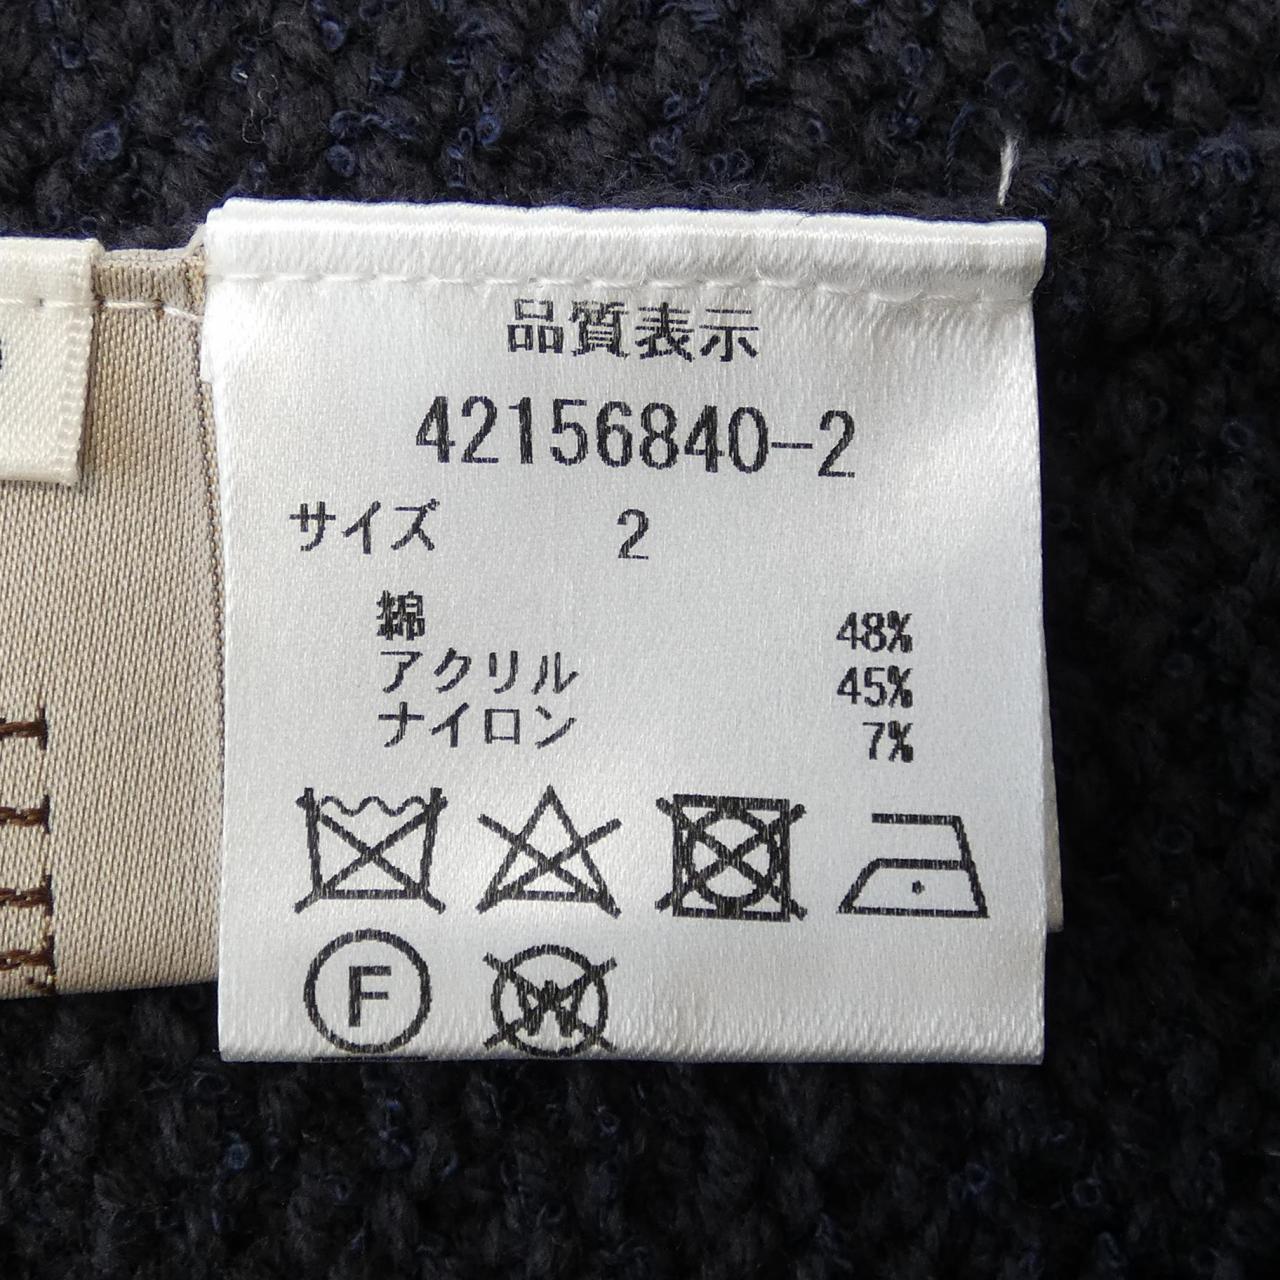 品質表示
42156840-2
サイズ 2
綿 48%
アクリル 45%
ナイロン 7%
F
W